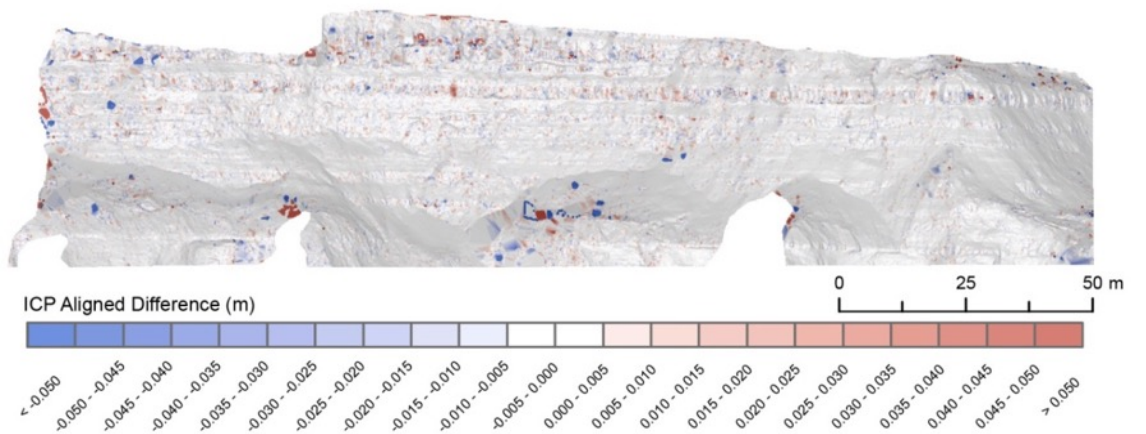 0 25 50 m
ICP Aligned Difference (m)
< -0.050
-0.050 - -0.045
-0.045 - -0.040
-0.040 - -0.035
-0.035 - -0.030
-0.030 - -0.025
-0.025 - -0.020
-0.020 - -0.015
-0.015 - -0.010
-0.010 - -0.005
-0.005 - 0.000
0.000 - 0.005
0.005 - 0.010
0.010 - 0.015
0.015 - 0.020
0.020 - 0.025
0.025 - 0.030
0.030 - 0.035
0.035 - 0.040
0.040 - 0.045
0.045 - 0.050
> 0.050